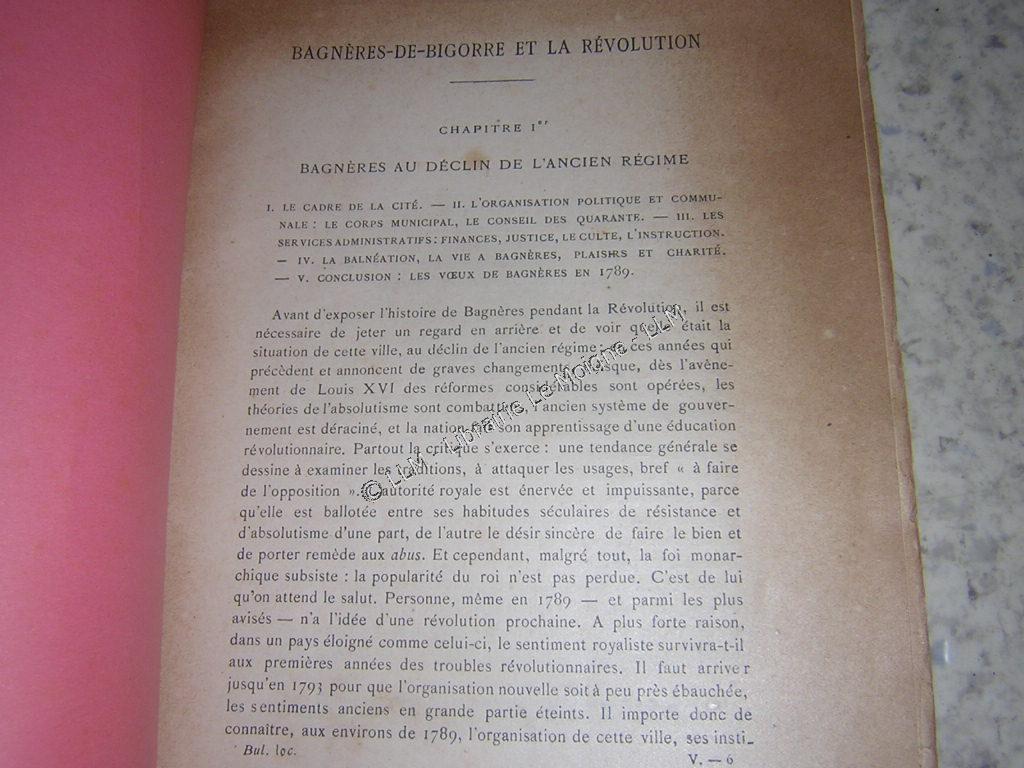 BAGNÈRES-DE-BIGORRE ET LA RÉVOLUTION
CHAPITRE Ier
BAGNÈRES AU DÉCLIN DE L'ANCIEN RÉGIME
I. LE CADRE DE LA CITÉ. — II. L'ORGANISATION POLITIQUE ET COMMU-
NALE : LE CORPS MUNICIPAL, LE CONSEIL DES QUARANTE. — III. LES
SERVICES ADMINISTRATIFS : FINANCES, JUSTICE, LE CULTE, L'INSTRUCTION.
— IV. LA BALNÉATION, LA VIE A BAGNÈRES, PLAISIRS ET CHARITÉ.
— V. CONCLUSION : LES VŒUX DE BAGNÈRES EN 1789.
Avant d'exposer l'histoire de Bagnères pendant la Révolution, il est
nécessaire de jeter un regard en arrière et de voir quelle était la
situation de cette ville, au déclin de l'ancien régime ; en ces années qui
précèdent et annoncent de graves changements, puisque, dès l'avène-
ment de Louis XVI des réformes considérables sont opérées, les
théories de l'absolutisme sont combattues, l'ancien système de gouver-
nement est déraciné, et la nation fait son apprentissage d'une éducation
révolutionnaire. Partout la critique s'exerce : une tendance générale se
dessine à examiner les traditions, à attaquer les usages, bref « à faire
de l'opposition ». L'autorité royale est énervée et impuissante, parce
qu'elle est ballotée entre ses habitudes séculaires de résistance et
d'absolutisme d'une part, de l'autre le désir sincère de faire le bien et
de porter remède aux abus. Et cependant, malgré tout, la foi monar-
chique subsiste : la popularité du roi n'est pas perdue. C'est de lui
qu'on attend le salut. Personne, même en 1789 — et parmi les plus
avisés — n'a l'idée d'une révolution prochaine. A plus forte raison,
dans un pays éloigné comme celui-ci, le sentiment royaliste survivra-t-il
aux premières années des troubles révolutionnaires. Il faut arriver
jusqu'en 1793 pour que l'organisation nouvelle soit à peu près ébauchée,
les sentiments anciens en grande partie éteints. Il importe donc de
connaître, aux environs de 1789, l'organisation de cette ville, ses insti-
Bul. loc.
V. — 6
© LLM - Librairie Le Moigne - LLM